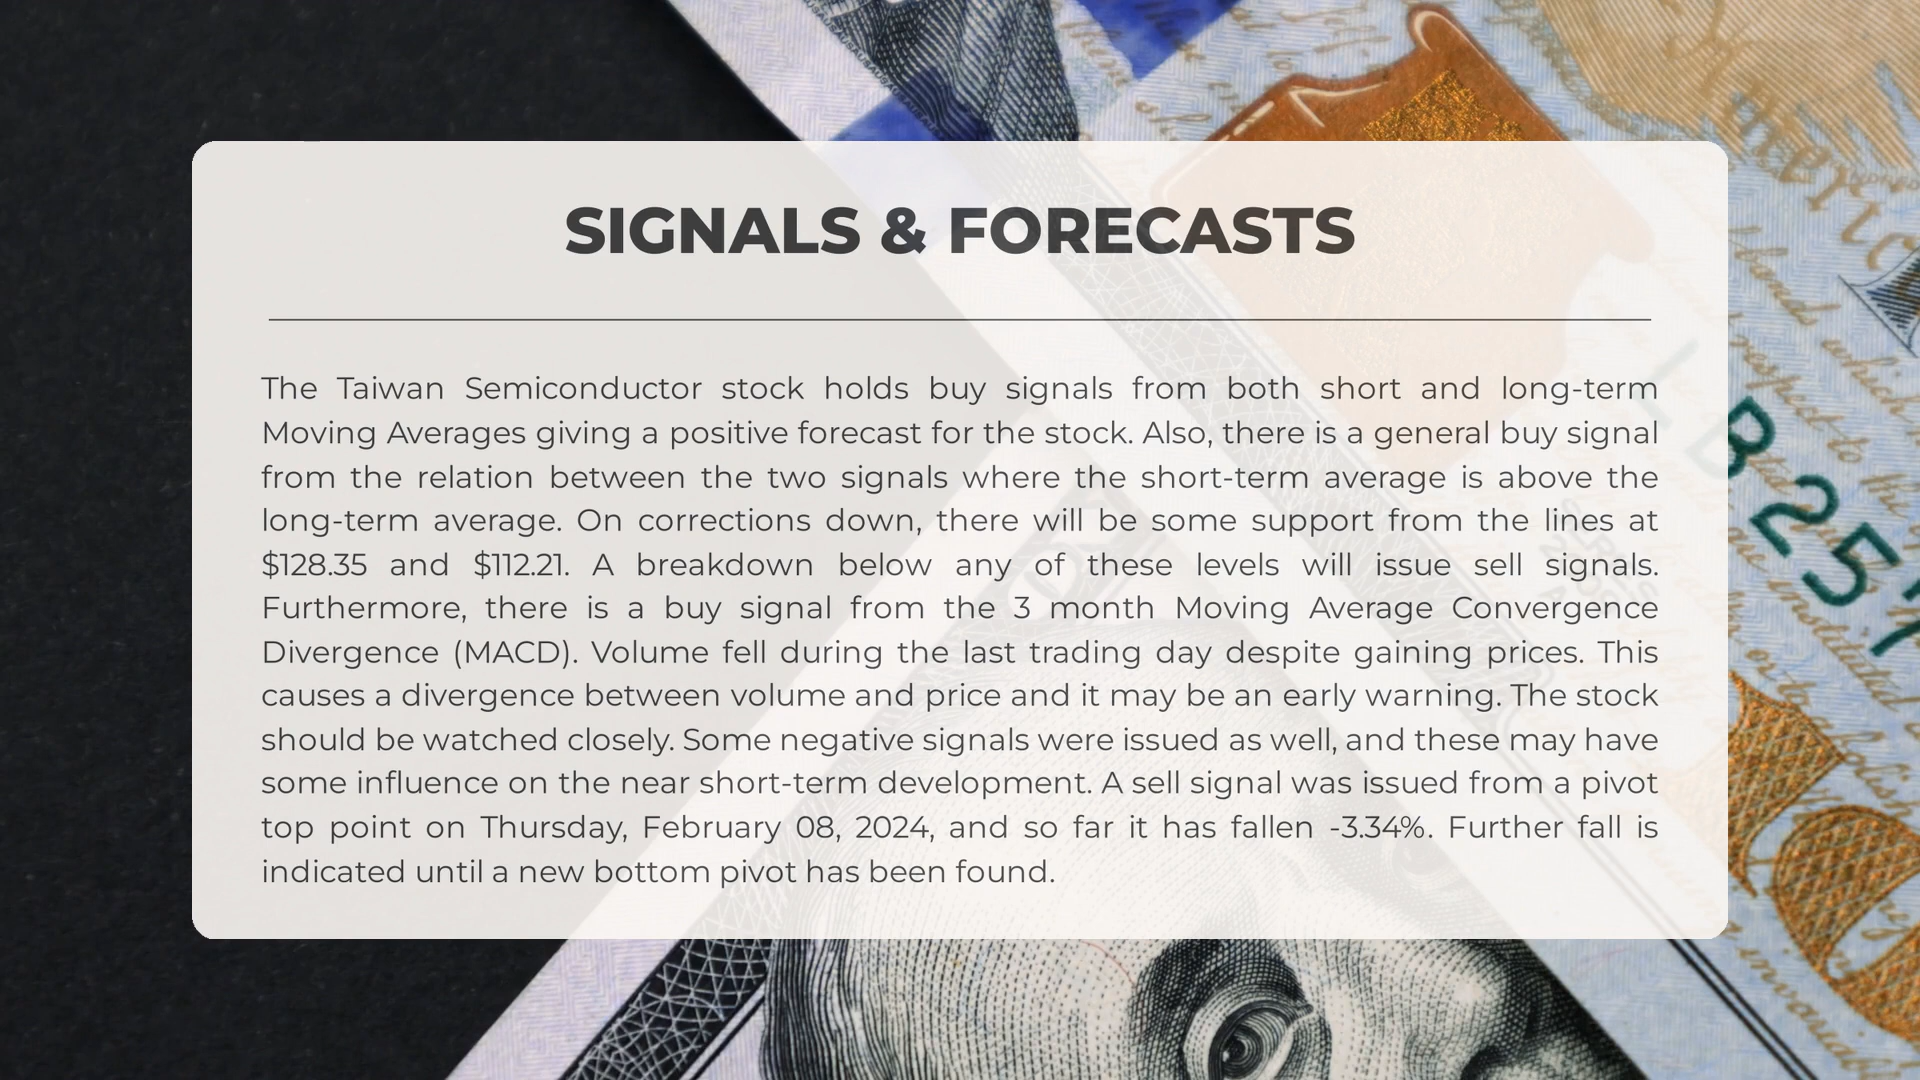 SIGNALS & FORECASTS
The Taiwan Semiconductor stock holds buy signals from both short and long-term
Moving Averages giving a positive forecast for the stock. Also, there is a general buy signal
from the relation between the two signals where the short-term average is above the
long-term average. On corrections down, there will be some support from the lines at
$128.35 and $112.21. A breakdown below any of these levels will issue sell signals.
Furthermore, there is a buy signal from the 3 month Moving Average Convergence
Divergence (MACD). Volume fell during the last trading day despite gaining prices. This
causes a divergence between volume and price and it may be an early warning. The stock
should be watched closely. Some negative signals were issued as well, and these may have
some influence on the near short-term development. A sell signal was issued from a pivot
top point on Thursday, February 08, 2024, and so far it has fallen -3.34%. Further fall is
indicated until a new bottom pivot has been found.